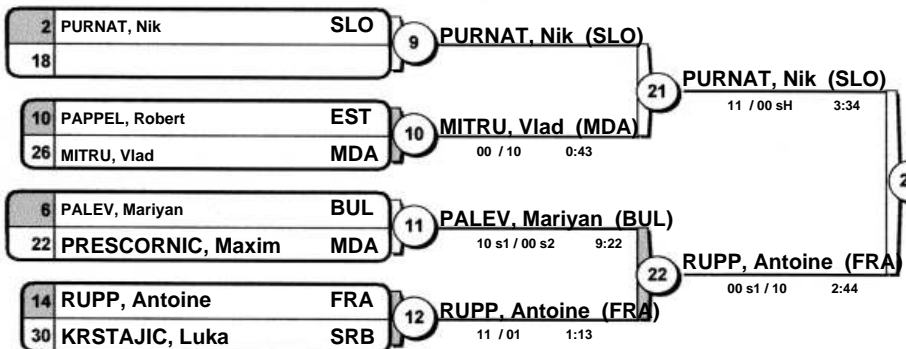 2 PURNAT, Nik SLO
18
9 PURNAT, Nik (SLO)
21 PURNAT, Nik (SLO)
11 / 00 sH 3:34
10 PAPPEL, Robert EST
26 MITRU, Vlad MDA
10 MITRU, Vlad (MDA)
00 / 10 0:43
6 PALEV, Mariyan BUL
22 PRESCORNIC, Maxim MDA
11 PALEV, Mariyan (BUL)
10 s1 / 00 s2 9:22
22 RUPP, Antoine (FRA)
00 s1 / 10 2:44
14 RUPP, Antoine FRA
30 KRSTAJIC, Luka SRB
12 RUPP, Antoine (FRA)
11 / 01 1:13